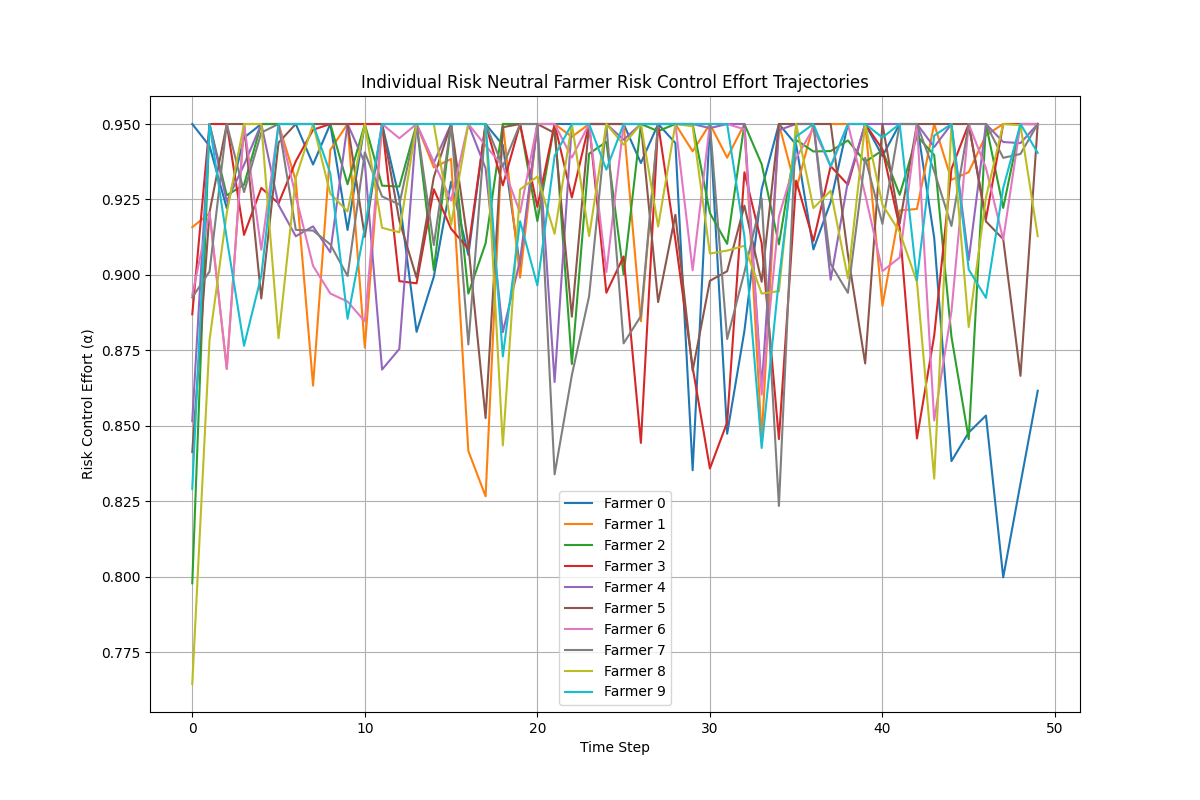 Individual Risk Neutral Farmer Risk Control Effort Trajectories
0.950
0.925
0.900
0.875
0.850
0.825
0.800
0.775
Risk Control Effort (α)
Farmer 0
Farmer 1
Farmer 2
Farmer 3
Farmer 4
Farmer 5
Farmer 6
Farmer 7
Farmer 8
Farmer 9
0 10 20 30 40 50
Time Step